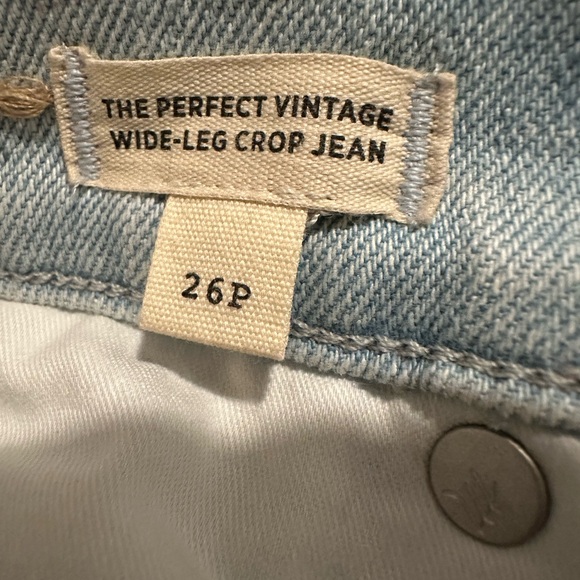 THE PERFECT VINTAGE
WIDE-LEG CROP JEAN
26P